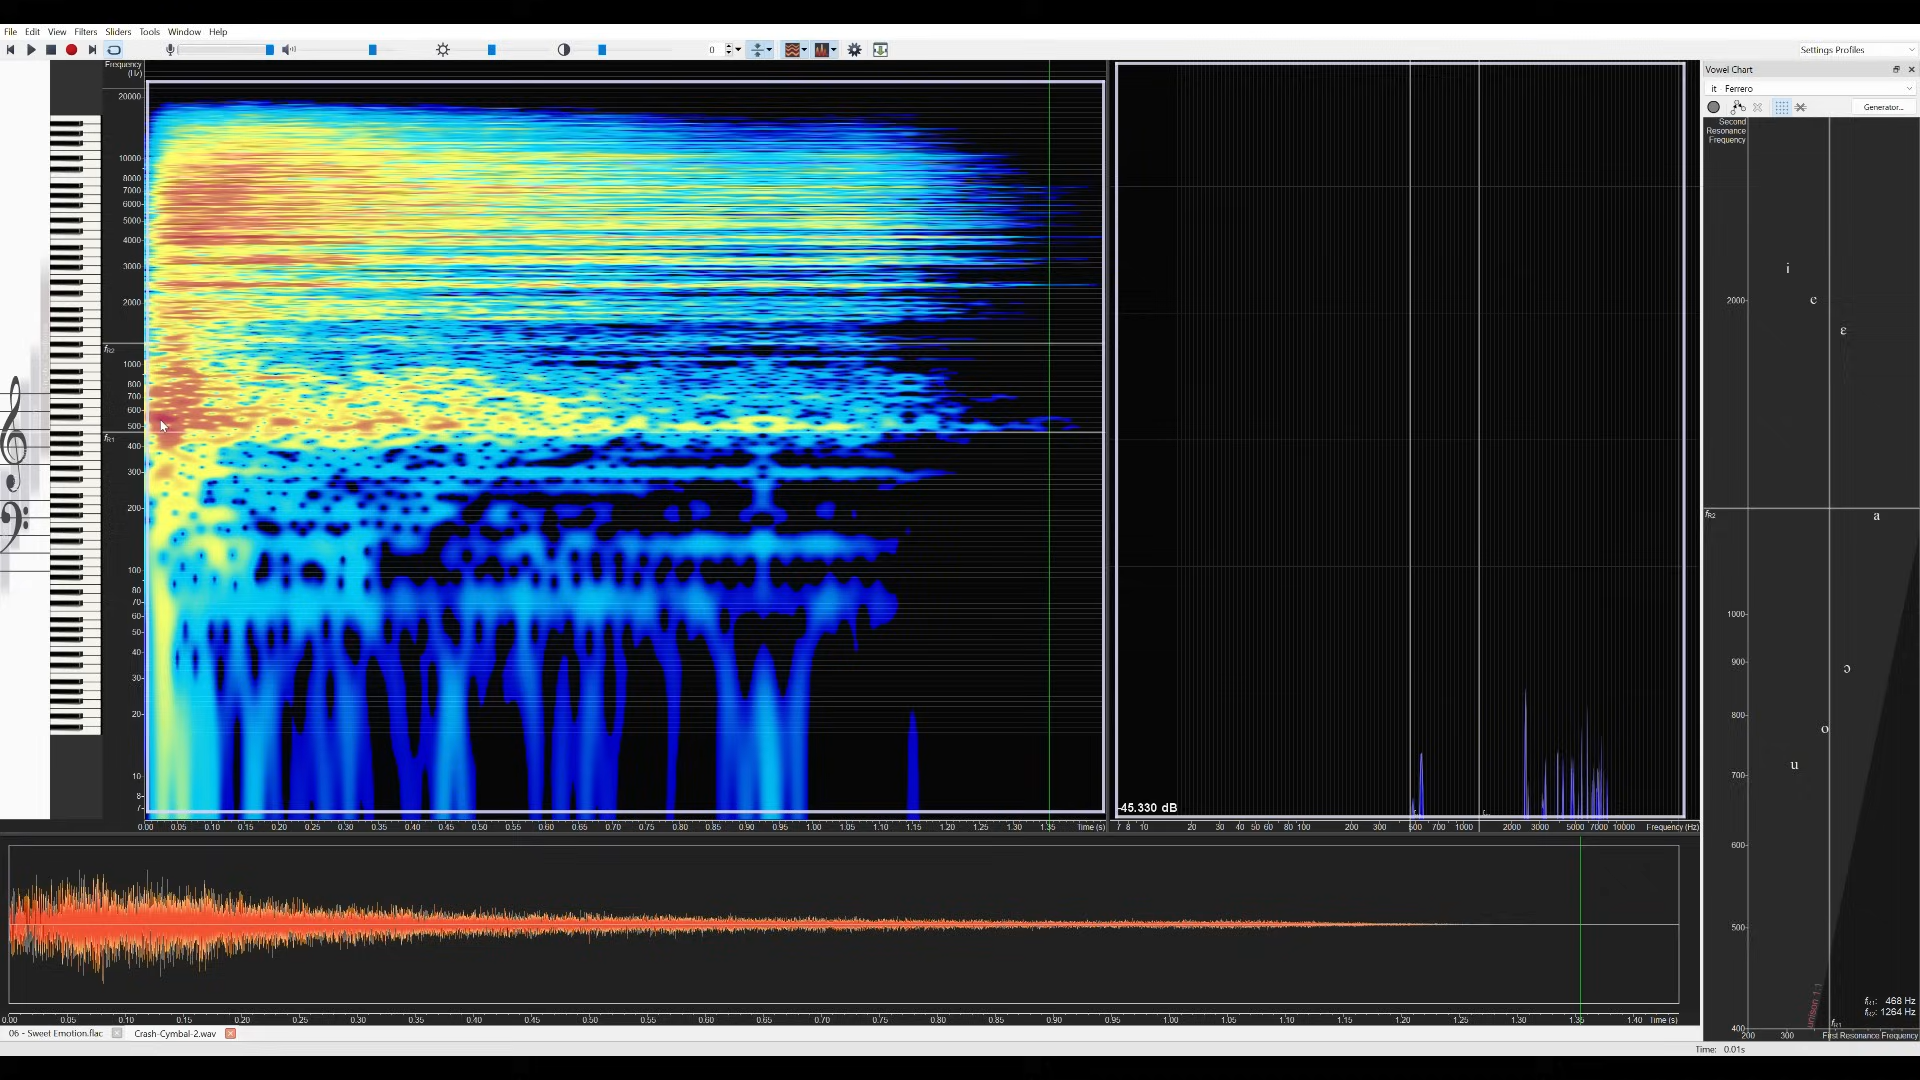 File Edit View Filters Sliders Tools Window Help
0
Settings Profiles
Frequency
(Hz)
20000
10000
8000
7000
6000
5000
4000
3000
2000
fR2
1000
800
700
600
500
fR1
400
300
200
100
80
70
60
50
40
30
20
10
8
7
0.00 0.05 0.10 0.15 0.20 0.25 0.30 0.35 0.40 0.45 0.50 0.55 0.60 0.65 0.70 0.75 0.80 0.85 0.90 0.95 1.00 1.05 1.10 1.15 1.20 1.25 1.30 1.35 Time (s)
-45.330 dB
7 8 10 20 30 40 50 60 80 100 200 300 500 700 1000 2000 3000 5000 7000 10000 Frequency (Hz)
Vowel Chart
it - Ferrero
Generator...
Second
Resonance
Frequency
i
2000
e
ɛ
fR2
a
1000
900
ɔ
800
o
u
700
600
500
unison 1:1
fR1: 468 Hz
fR2: 1264 Hz
400
fR1
200 300 First Resonance Frequency
0.00 0.05 0.10 0.15 0.20 0.25 0.30 0.35 0.40 0.45 0.50 0.55 0.60 0.65 0.70 0.75 0.80 0.85 0.90 0.95 1.00 1.05 1.10 1.15 1.20 1.25 1.30 1.35 1.40 Time (s)
06 - Sweet Emotion.flac Crash-Cymbal-2.wav
Time: 0.01s